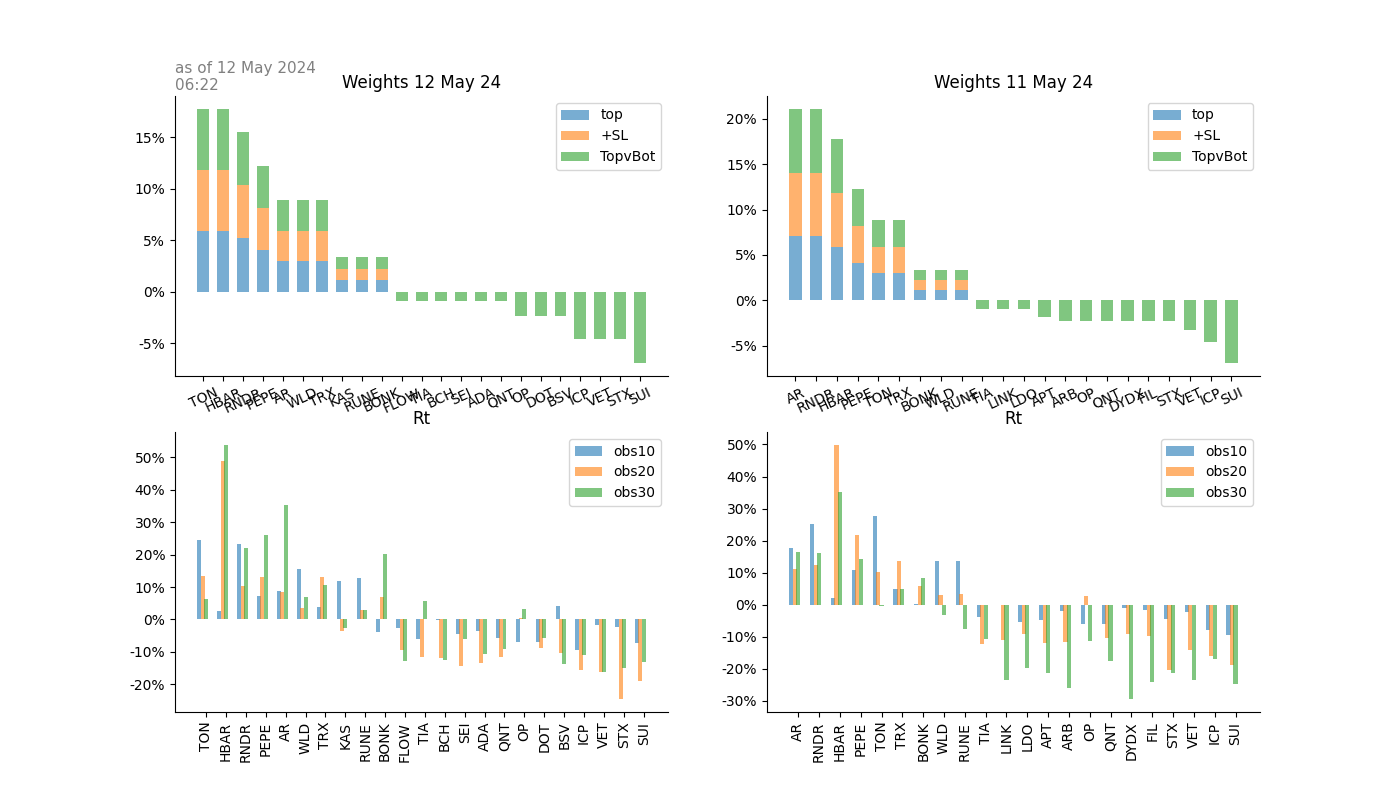 as of 12 May 2024
06:22
Weights 12 May 24
15%
10%
5%
0%
-5%
top
+SL
TopvBot
TON HBAR RNDR PEPE AR WLD TRX KAS RUNE BONK FLOW TIA BCH SEI ADA QNT OP DOT BSV ICP VET STX SUI
Weights 11 May 24
20%
15%
10%
5%
0%
-5%
top
+SL
TopvBot
AR RNDR HBAR PEPE TON TRX BONK WLD RUNE TIA LINK LDO APT ARB OP QNT DYDX FIL STX VET ICP SUI
Rt
50%
40%
30%
20%
10%
0%
-10%
-20%
obs10
obs20
obs30
TON HBAR RNDR PEPE AR WLD TRX KAS RUNE BONK FLOW TIA BCH SEI ADA QNT OP DOT BSV ICP VET STX SUI
Rt
50%
40%
30%
20%
10%
0%
-10%
-20%
-30%
obs10
obs20
obs30
AR RNDR HBAR PEPE TON TRX BONK WLD RUNE TIA LINK LDO APT ARB OP QNT DYDX FIL STX VET ICP SUI